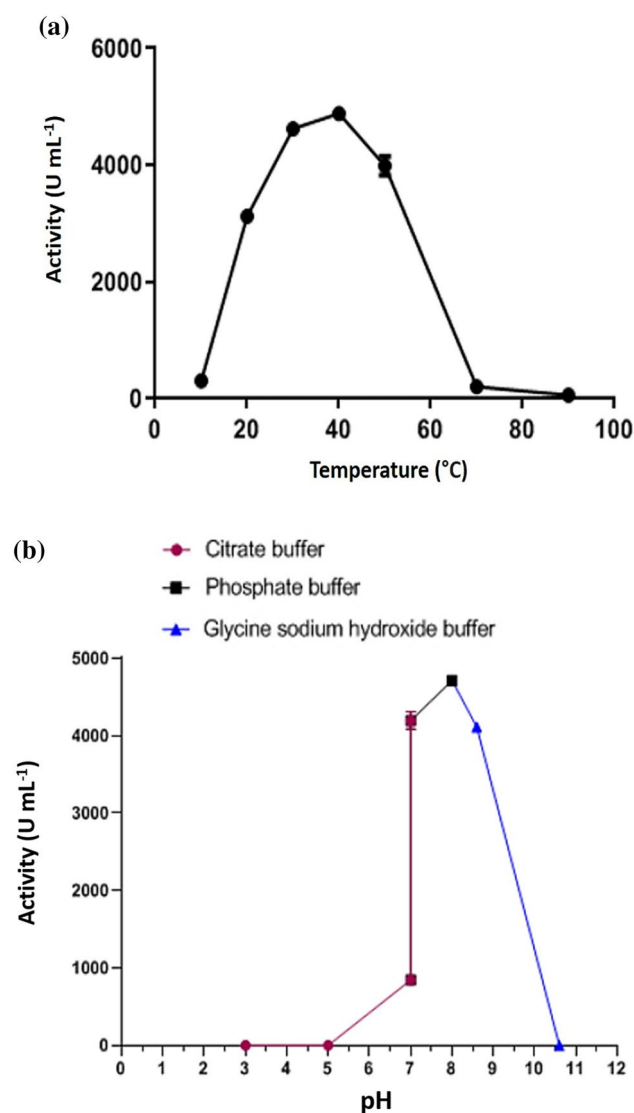 (a)
6000
4000
2000
0
Activity (U mL-1)
0 20 40 60 80 100
Temperature (°C)
(b)
Citrate buffer
Phosphate buffer
Glycine sodium hydroxide buffer
5000
4000
3000
2000
1000
0
Activity (U mL-1)
0 1 2 3 4 5 6 7 8 9 10 11 12
pH